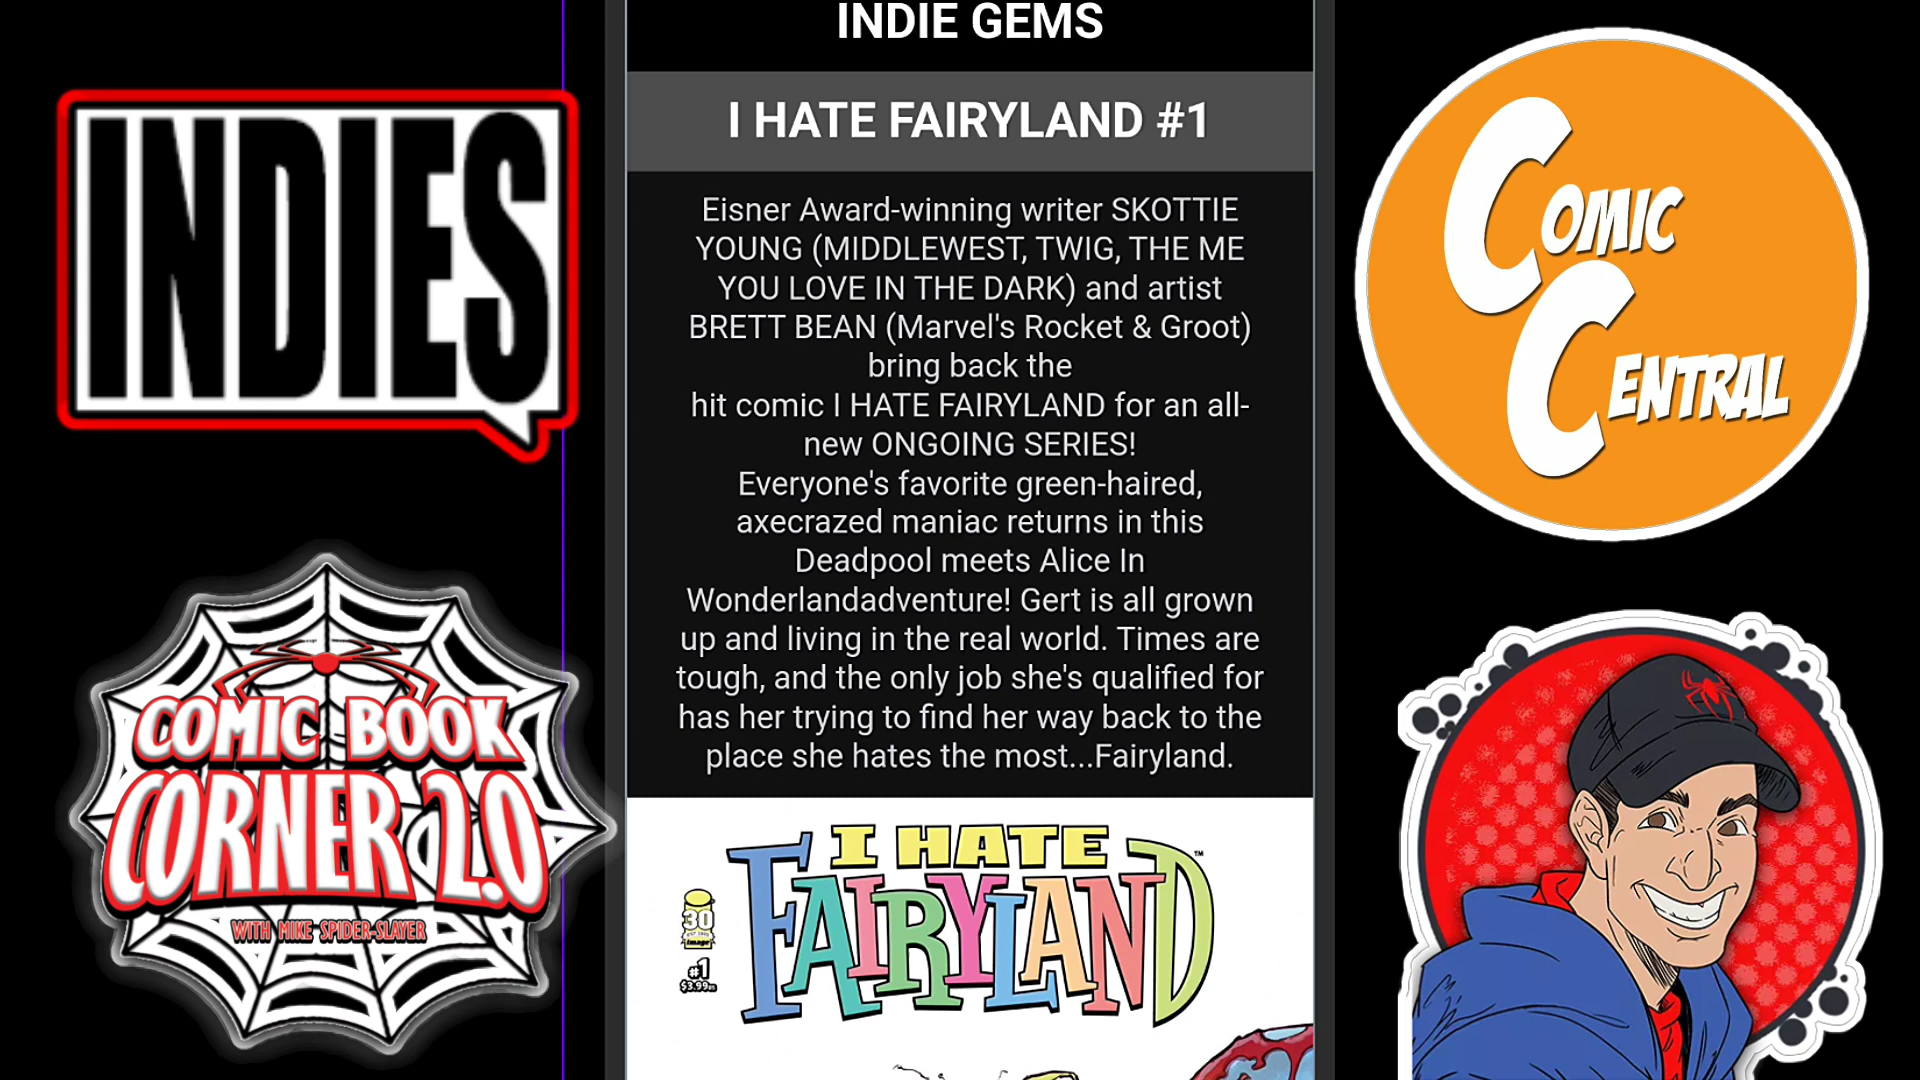 INDIES
COMIC BOOK
CORNER 2.0
WITH MIKE SPIDER-SLAYER
INDIE GEMS
I HATE FAIRYLAND #1
Eisner Award-winning writer SKOTTIE
YOUNG (MIDDLEWEST, TWIG, THE ME
YOU LOVE IN THE DARK) and artist
BRETT BEAN (Marvel's Rocket & Groot)
bring back the
hit comic I HATE FAIRYLAND for an all-
new ONGOING SERIES!
Everyone's favorite green-haired,
axecrazed maniac returns in this
Deadpool meets Alice In
Wonderlandadventure! Gert is all grown
up and living in the real world. Times are
tough, and the only job she's qualified for
has her trying to find her way back to the
place she hates the most...Fairyland.
I HATE
FAIRYLAND™
30
image
#1
$3.99
COMIC
CENTRAL